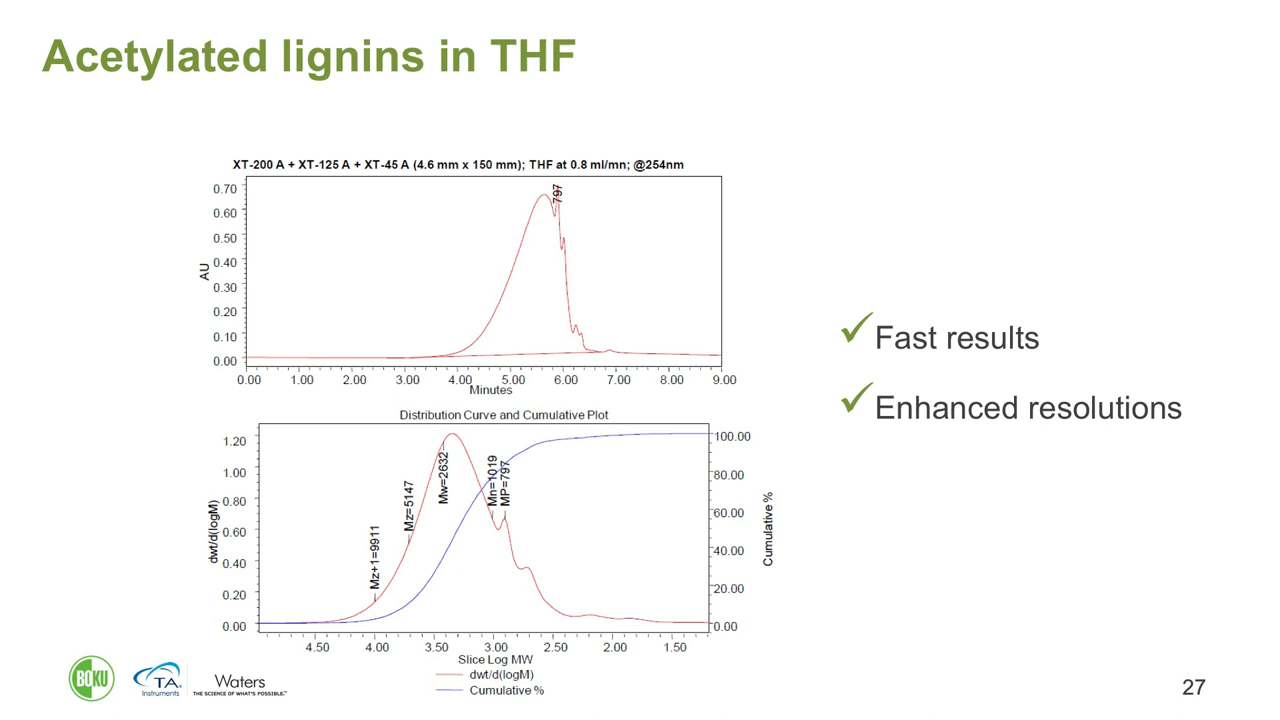 Acetylated lignins in THF
XT-200 A + XT-125 A + XT-45 A (4.6 mm x 150 mm); THF at 0.8 ml/mn; @254nm
797
0.70
0.60
0.50
0.40
0.30
0.20
0.10
0.00
AU
0.00 1.00 2.00 3.00 4.00 5.00 6.00 7.00 8.00 9.00
Minutes
Distribution Curve and Cumulative Plot
1.20
1.00
0.80
0.60
0.40
0.20
0.00
dwt/d(logM)
Mz+1=9911
Mz=5147
Mw=2632
Mn=1019
MP=797
100.00
80.00
60.00
40.00
20.00
0.00
Cumulative %
4.50 4.00 3.50 3.00 2.50 2.00 1.50
Slice Log MW
dwt/d(logM)
Cumulative %
Fast results
Enhanced resolutions
BOKU
TA
Instruments
Waters
THE SCIENCE OF WHAT'S POSSIBLE.™
27